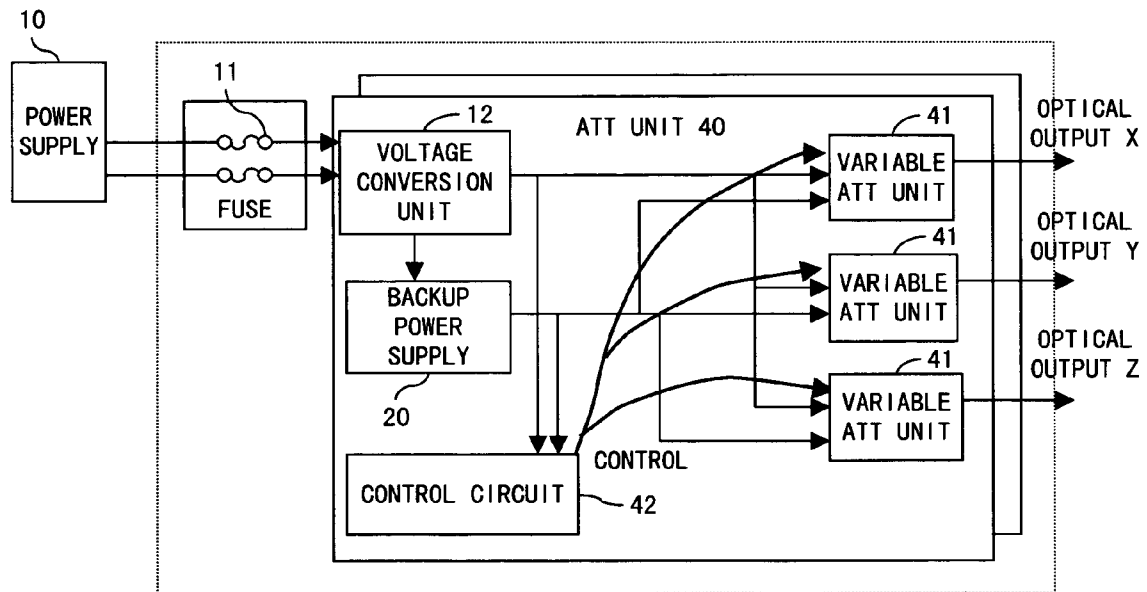 10
POWER
SUPPLY
11
FUSE
12
VOLTAGE
CONVERSION
UNIT
BACKUP
POWER
SUPPLY
20
CONTROL CIRCUIT
42
CONTROL
ATT UNIT 40
41
VARIABLE
ATT UNIT
41
VARIABLE
ATT UNIT
41
VARIABLE
ATT UNIT
OPTICAL
OUTPUT X
OPTICAL
OUTPUT Y
OPTICAL
OUTPUT Z